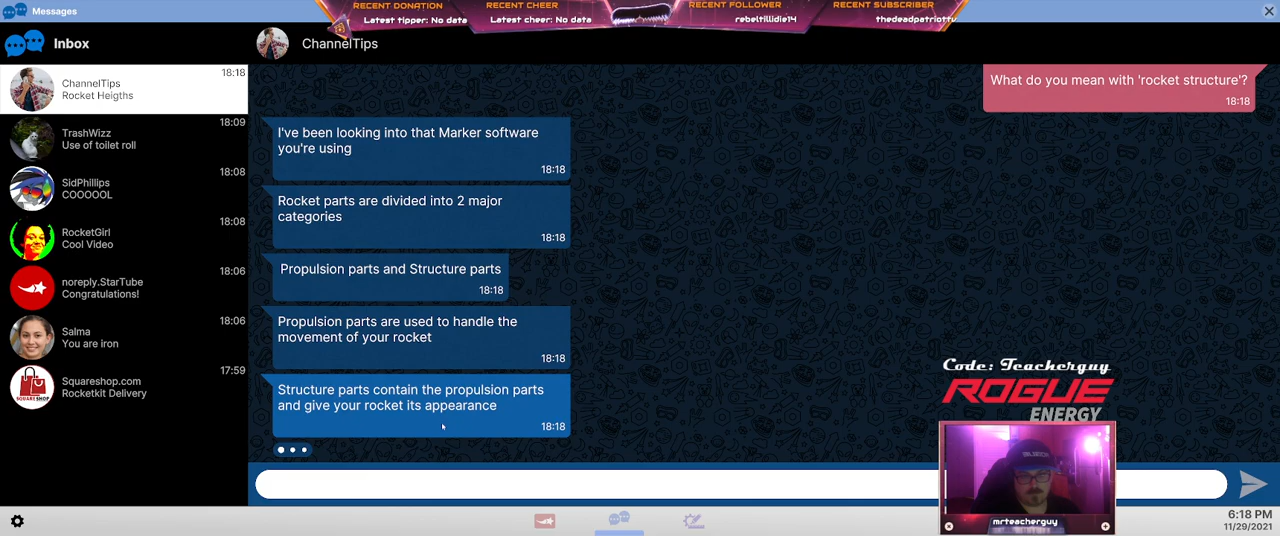 Messages
RECENT DONATION
Latest tipper: No data
RECENT CHEER
Latest cheer: No data
RECENT FOLLOWER
rebeltillidie14
RECENT SUBSCRIBER
thedeadpatriottv
Inbox
ChannelTips
ChannelTips
Rocket Heigths
18:18
TrashWizz
Use of toilet roll
18:09
SidPhillips
COOOOOL
18:08
RocketGirl
Cool Video
18:08
noreply.StarTube
Congratulations!
18:06
Salma
You are iron
18:06
Squareshop.com
Rocketkit Delivery
17:59
SQUARE SHOP
What do you mean with 'rocket structure'?
18:18
I've been looking into that Marker software
you're using
18:18
Rocket parts are divided into 2 major
categories
18:18
Propulsion parts and Structure parts
18:18
Propulsion parts are used to handle the
movement of your rocket
18:18
Structure parts contain the propulsion parts
and give your rocket its appearance
18:18
Code: Teacherguy
ROGUE
ENERGY
mrteacherguy
6:18 PM
11/29/2021